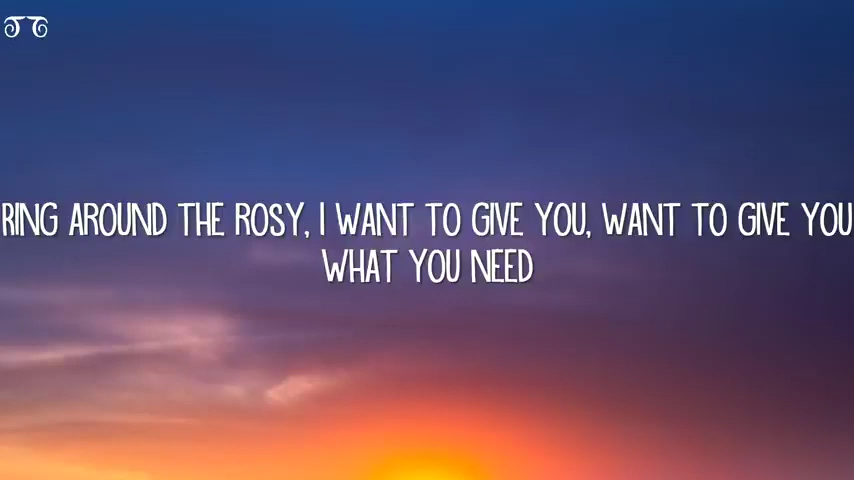 RING AROUND THE ROSY, I WANT TO GIVE YOU, WANT TO GIVE YOU
WHAT YOU NEED